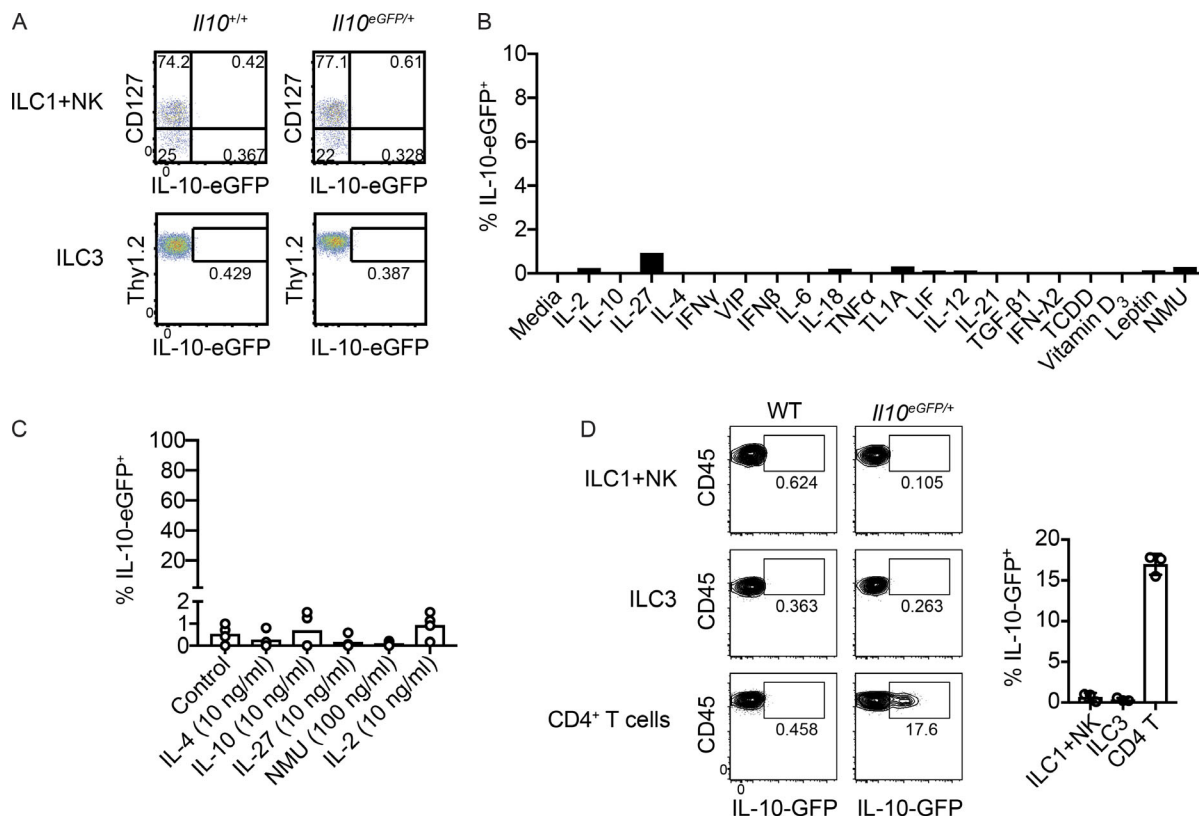 A
Il10+/+ Il10eGFP/+
ILC1+NK
CD127
74.2 0.42
25 0.367
0
0
IL-10-eGFP
CD127
77.1 0.61
22 0.328
0
IL-10-eGFP
ILC3
Thy1.2
0.429
0
IL-10-eGFP
Thy1.2
0.387
IL-10-eGFP
B
% IL-10-eGFP+
10
8
6
4
2
0
Media
IL-2
IL-10
IL-27
IL-4
IFNγ
VIP
IFNβ
IL-6
IL-18
TNFα
TL1A
LIF
IL-12
IL-21
TGF-β1
IFN-λ2
TCDD
Vitamin D3
Leptin
NMU
C
% IL-10-eGFP+
100
80
60
40
20
2
1
0
Control
IL-4 (10 ng/ml)
IL-10 (10 ng/ml)
IL-27 (10 ng/ml)
NMU (100 ng/ml)
IL-2 (10 ng/ml)
D
WT Il10eGFP/+
ILC1+NK
CD45
0.624
CD45
0.105
ILC3
CD45
0.363
CD45
0.263
CD4+ T cells
CD45
0.458
0
0
CD45
17.6
IL-10-GFP IL-10-GFP
% IL-10-GFP+
20
15
10
5
0
ILC1+NK
ILC3
CD4 T